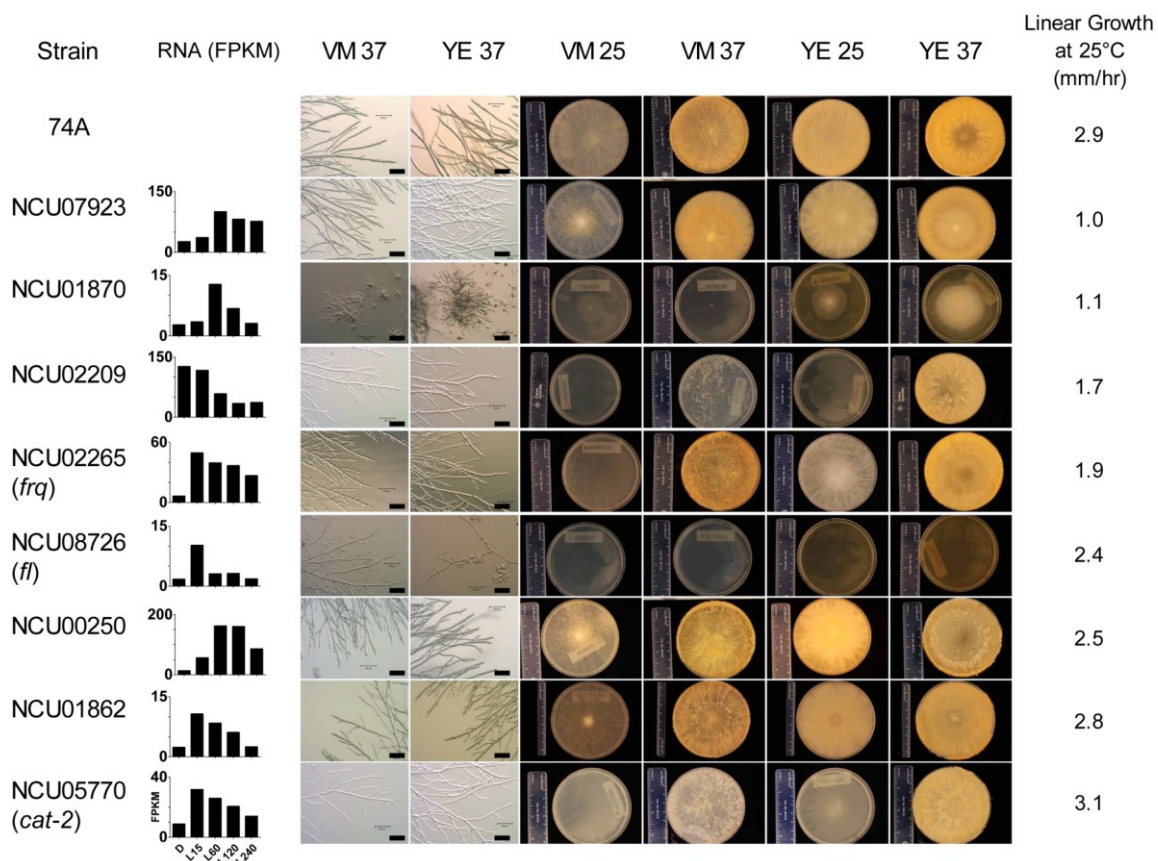 Linear Growth
at 25°C
(mm/hr)
Strain RNA (FPKM) VM 37 YE 37 VM 25 VM 37 YE 25 YE 37
74A 2.9
NCU07923 150 0 1.0
NCU01870 15 0 1.1
NCU02209 150 0 1.7
NCU02265 60 0 1.9
(frq)
NCU08726 15 0 2.4
(fl)
NCU00250 200 0 2.5
NCU01862 15 0 2.8
NCU05770 40 0 FPKM 3.1
(cat-2)
D L15 L60 L120 L240